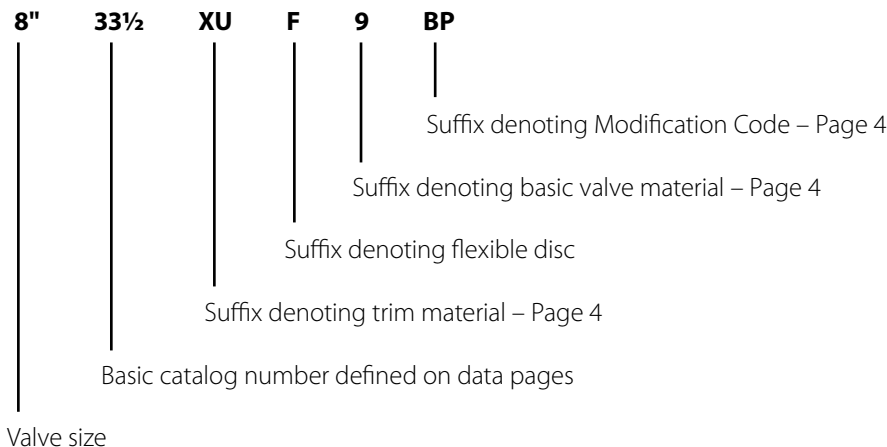 8" 33½ XU F 9 BP
Suffix denoting Modification Code – Page 4
Suffix denoting basic valve material – Page 4
Suffix denoting flexible disc
Suffix denoting trim material – Page 4
Basic catalog number defined on data pages
Valve size